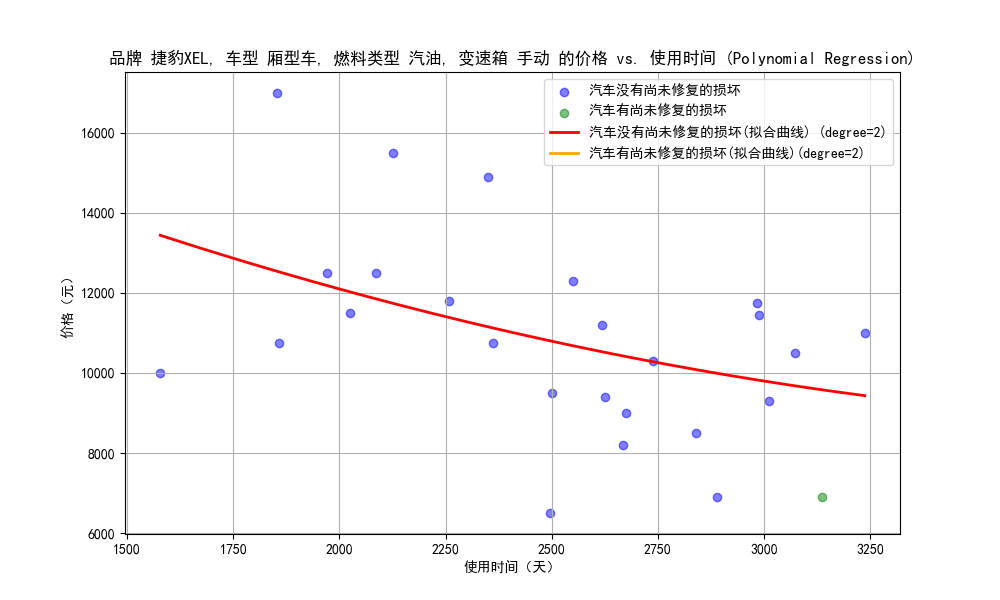 品牌 捷豹XEL, 车型 厢型车, 燃料类型 汽油, 变速箱 手动 的价格 vs. 使用时间 (Polynomial Regression)
汽车没有尚未修复的损坏
汽车有尚未修复的损坏
汽车没有尚未修复的损坏(拟合曲线) (degree=2)
汽车有尚未修复的损坏(拟合曲线)(degree=2)
16000
14000
12000
10000
8000
6000
价格（元）
1500 1750 2000 2250 2500 2750 3000 3250
使用时间（天）